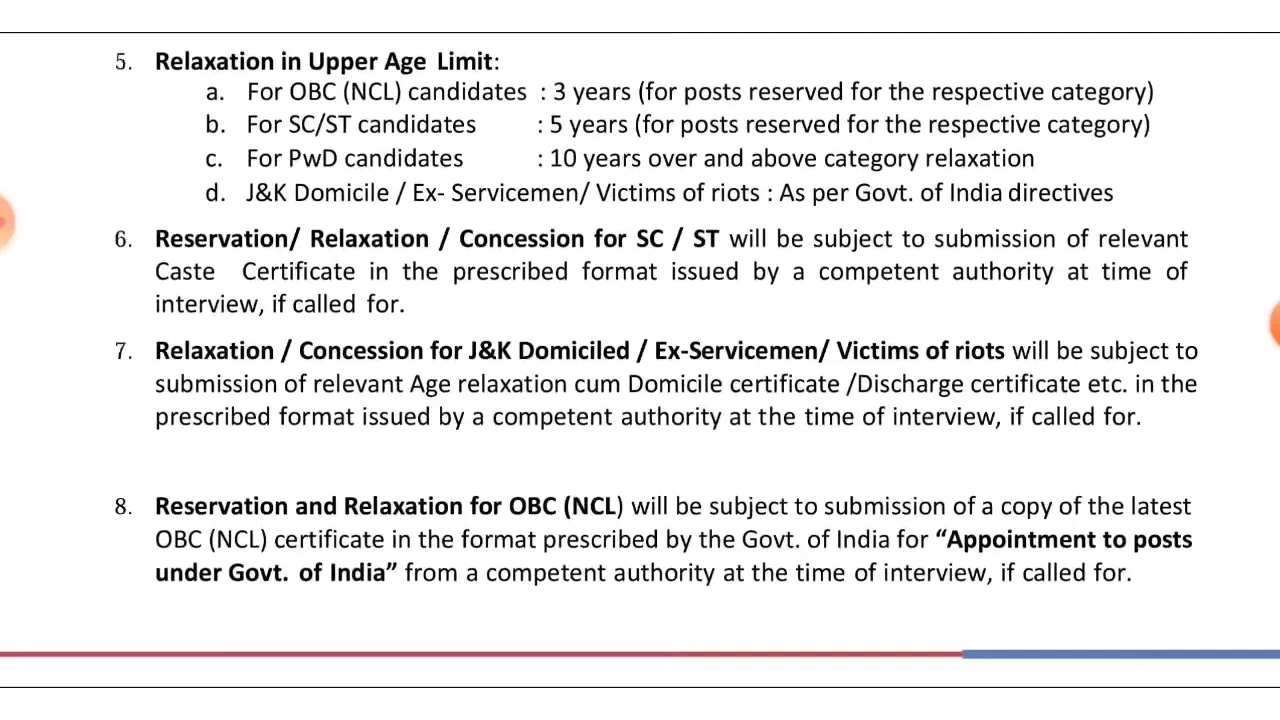 5. Relaxation in Upper Age Limit:
a. For OBC (NCL) candidates : 3 years (for posts reserved for the respective category)
b. For SC/ST candidates : 5 years (for posts reserved for the respective category)
c. For PwD candidates : 10 years over and above category relaxation
d. J&K Domicile / Ex- Servicemen/ Victims of riots : As per Govt. of India directives
6. Reservation/ Relaxation / Concession for SC / ST will be subject to submission of relevant
Caste Certificate in the prescribed format issued by a competent authority at time of
interview, if called for.
7. Relaxation / Concession for J&K Domiciled / Ex-Servicemen/ Victims of riots will be subject to
submission of relevant Age relaxation cum Domicile certificate /Discharge certificate etc. in the
prescribed format issued by a competent authority at the time of interview, if called for.
8. Reservation and Relaxation for OBC (NCL) will be subject to submission of a copy of the latest
OBC (NCL) certificate in the format prescribed by the Govt. of India for “Appointment to posts
under Govt. of India” from a competent authority at the time of interview, if called for.